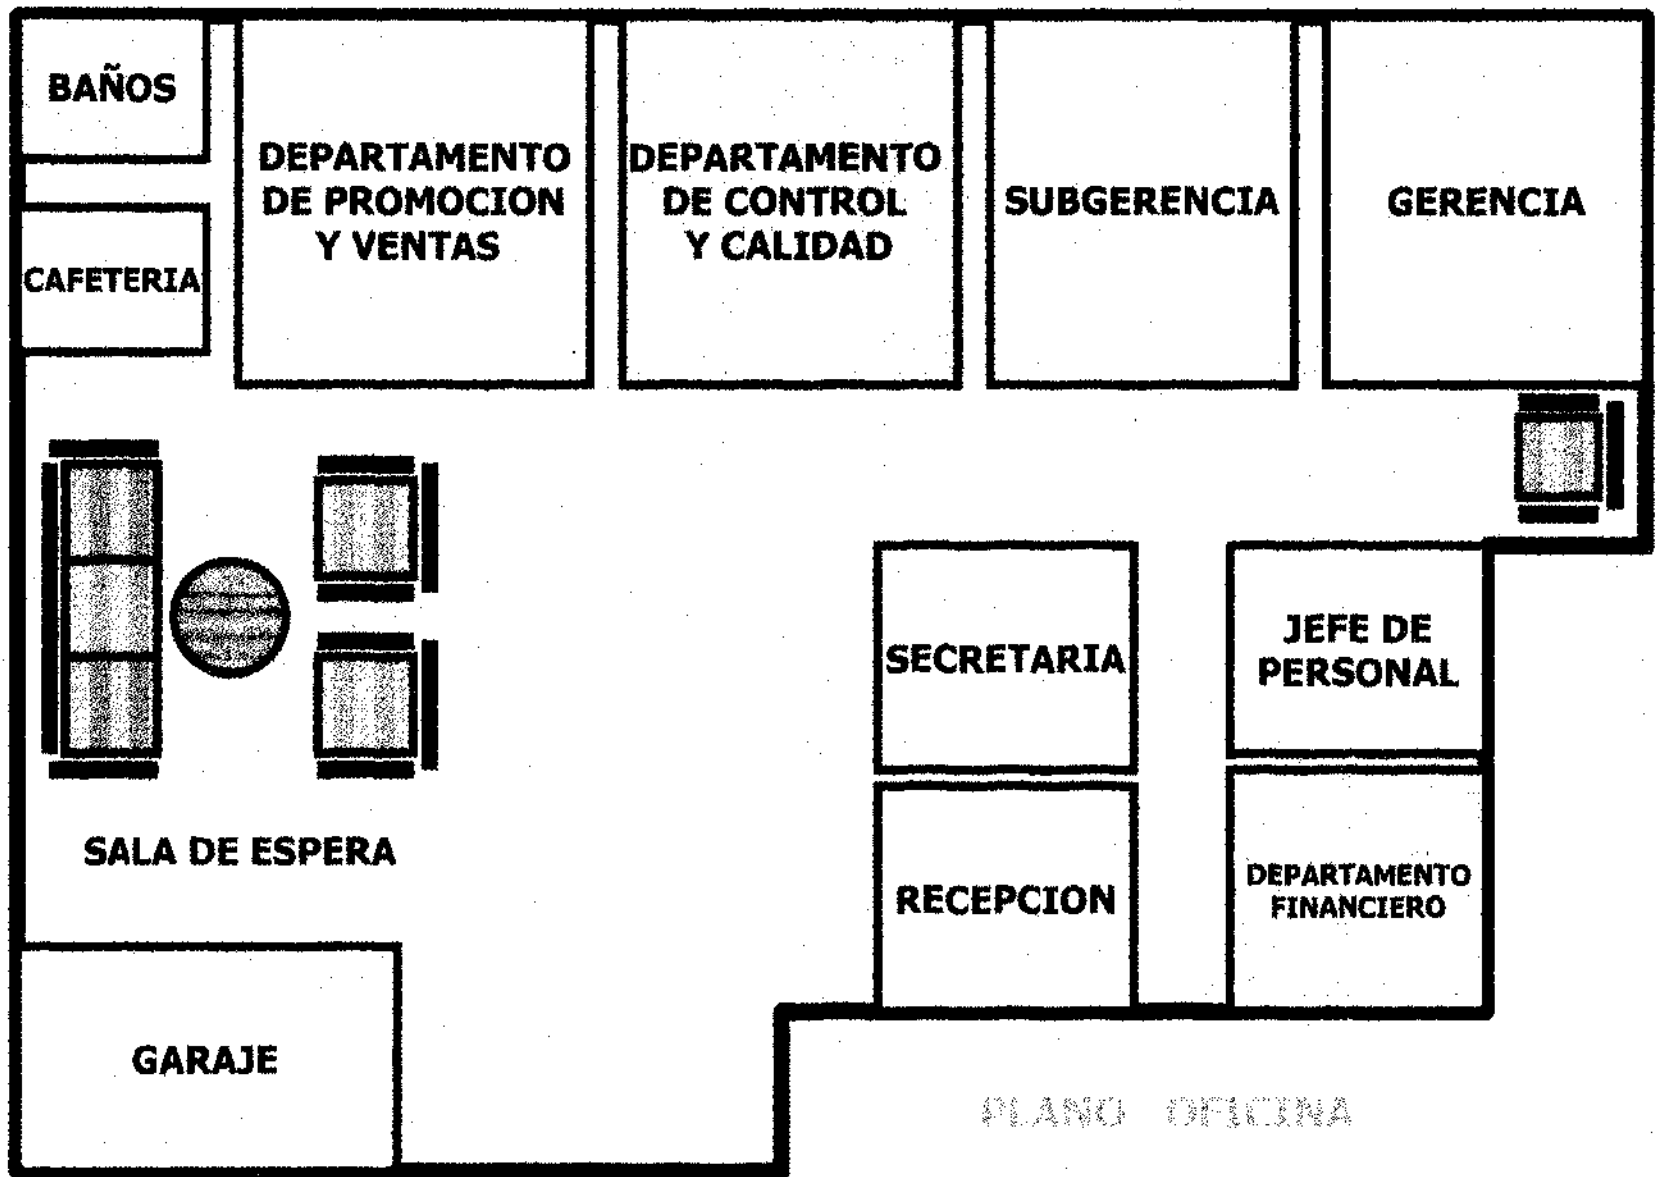 BAÑOS
DEPARTAMENTO
DE PROMOCION
Y VENTAS
DEPARTAMENTO
DE CONTROL
Y CALIDAD
SUBGERENCIA
GERENCIA
CAFETERIA
SECRETARIA
JEFE DE
PERSONAL
SALA DE ESPERA
RECEPCION
DEPARTAMENTO
FINANCIERO
GARAJE
PLANO OFICINA